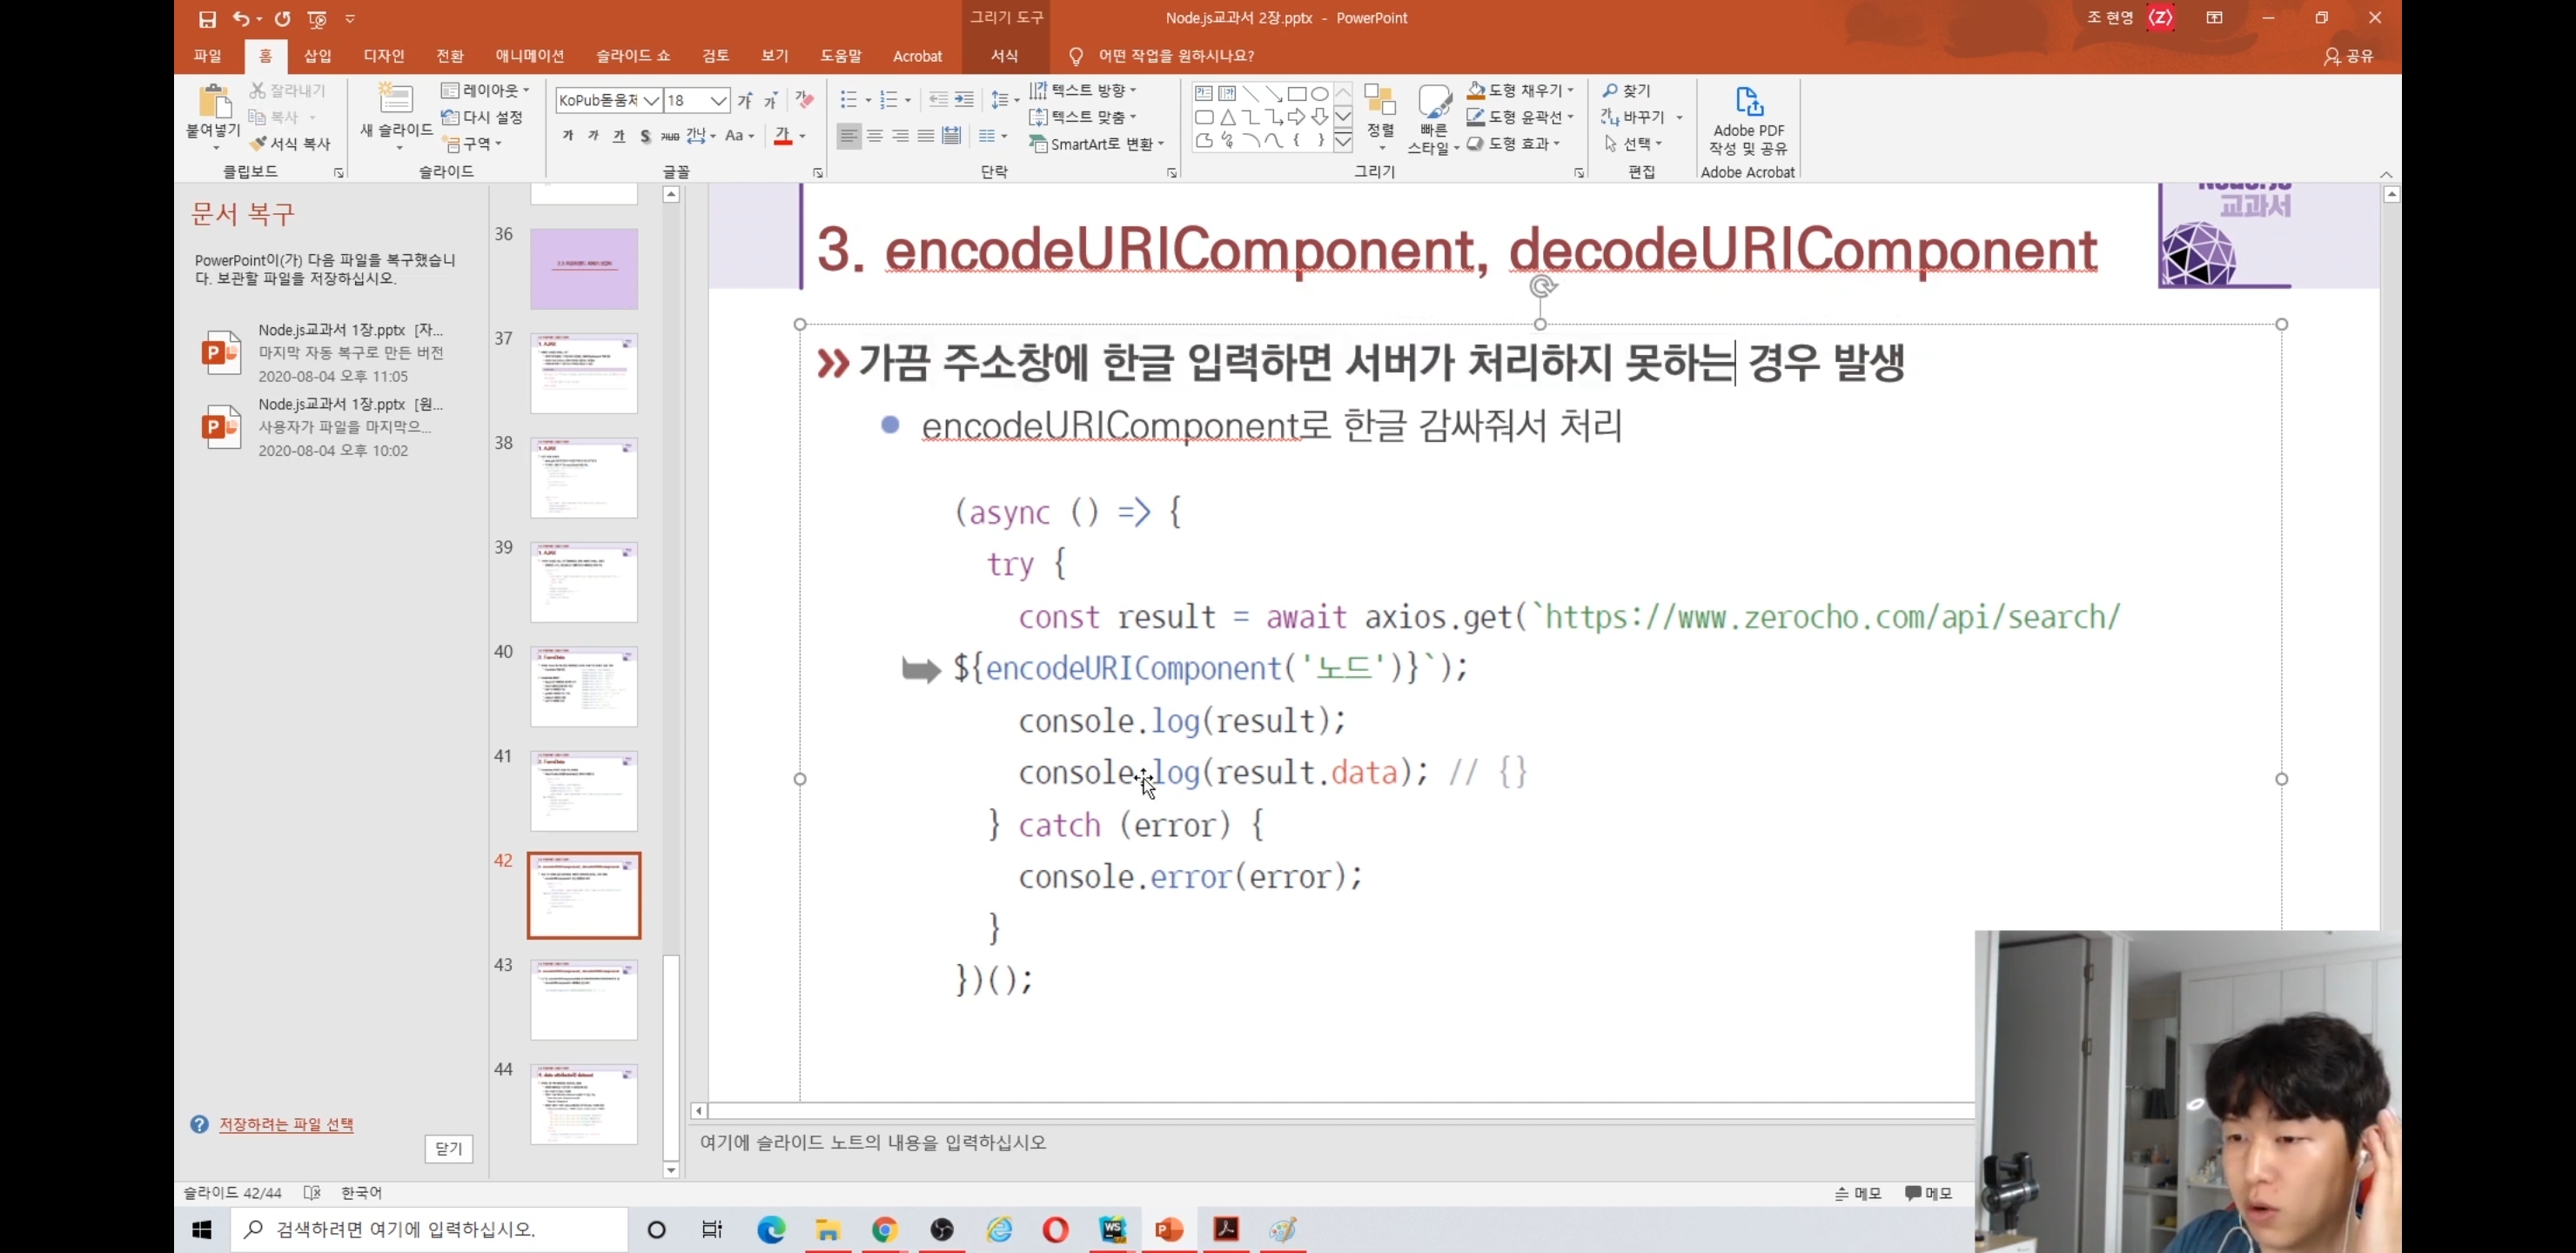 Node.js교과서 2장.pptx - PowerPoint
그리기 도구
조 현영
파일 홈 삽입 디자인 전환 애니메이션 슬라이드 쇼 검토 보기 도움말 Acrobat 서식 어떤 작업을 원하시나요? 공유
붙여넣기
잘라내기
복사
서식 복사
클립보드
새 슬라이드
레이아웃
다시 설정
구역
슬라이드
KoPub돋움체 18
가 가 가 S 가나 Aa 가
글꼴
텍스트 방향
텍스트 맞춤
SmartArt로 변환
단락
정렬
빠른
스타일
도형 채우기
도형 윤곽선
도형 효과
그리기
찾기
바꾸기
선택
편집
Adobe PDF
작성 및 공유
Adobe Acrobat
문서 복구
PowerPoint이(가) 다음 파일을 복구했습니
다. 보관할 파일을 저장하십시오.
Node.js교과서 1장.pptx [자...
마지막 자동 복구로 만든 버전
2020-08-04 오후 11:05
Node.js교과서 1장.pptx [원...
사용자가 파일을 마지막으...
2020-08-04 오후 10:02
저장하려는 파일 선택
닫기
36
37
38
39
40
41
42
43
44
Node.js
교과서
3. encodeURIComponent, decodeURIComponent
가끔 주소창에 한글 입력하면 서버가 처리하지 못하는 경우 발생
encodeURIComponent로 한글 감싸줘서 처리
(async () => {
try {
const result = await axios.get(`https://www.zerocho.com/api/search/
${encodeURIComponent('노드')}`);
console.log(result);
console.log(result.data); // {}
} catch (error) {
console.error(error);
}
})();
여기에 슬라이드 노트의 내용을 입력하십시오
슬라이드 42/44 한국어
메모 메모
검색하려면 여기에 입력하십시오.